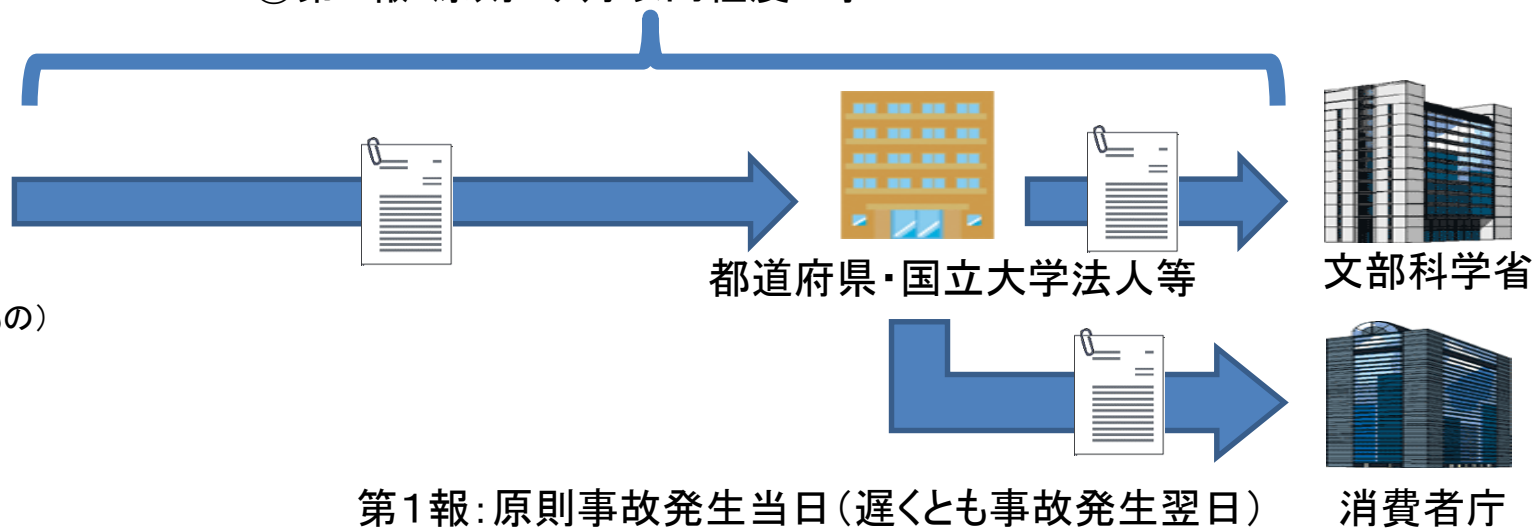 都道府県・国立大学法人等
文部科学省
の）
第１報：原則事故発生当日（遅くとも事故発生翌日）
消費者庁